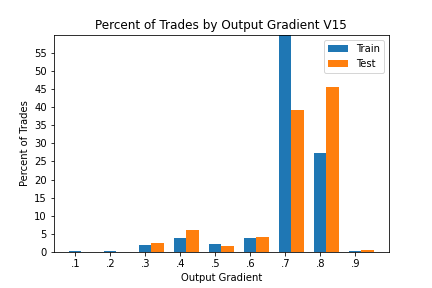 Percent of Trades by Output Gradient V15
Train
Test
Percent of Trades
55
50
45
40
35
30
25
20
15
10
5
0
.1 .2 .3 .4 .5 .6 .7 .8 .9
Output Gradient